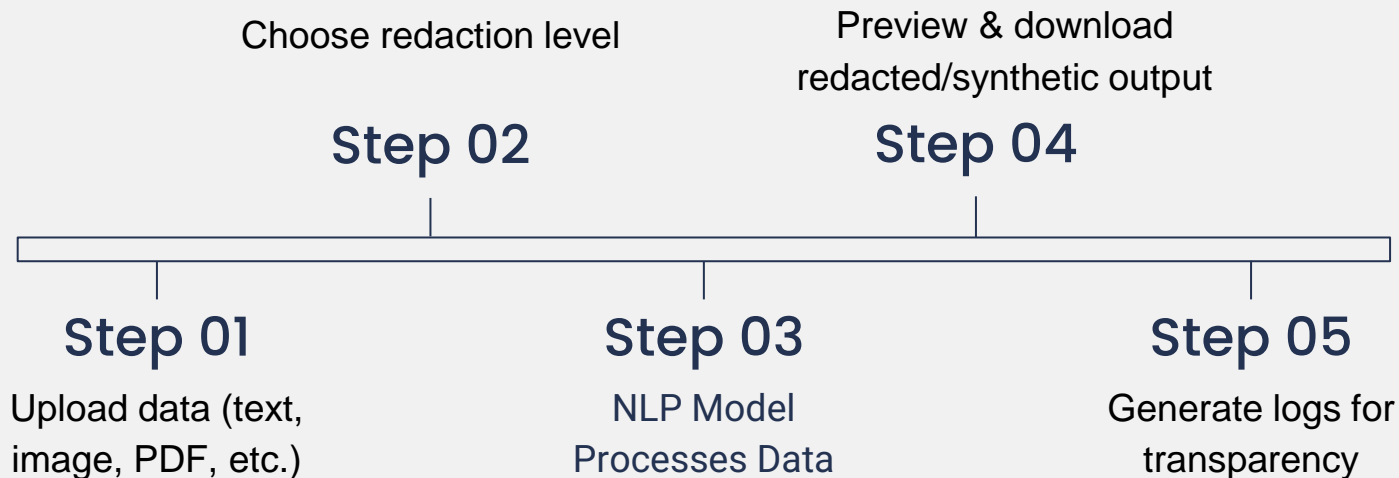 Choose redaction level
Step 02
Preview & download
redacted/synthetic output
Step 04
Step 01
Upload data (text,
image, PDF, etc.)
Step 03
NLP Model
Processes Data
Step 05
Generate logs for
transparency